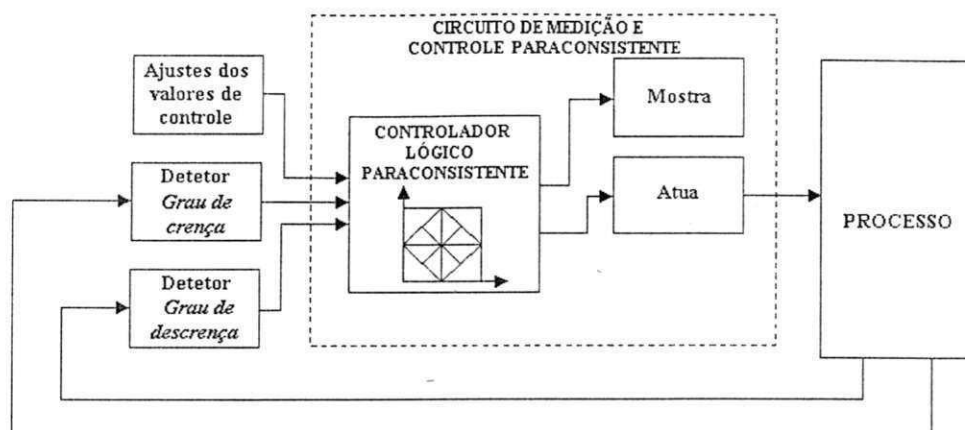 CIRCUITO DE MEDIÇÃO E
CONTROLE PARACONSISTENTE
Ajustes dos
valores de
controle
Detetor
Grau de
crença
Detetor
Grau de
descrença
CONTROLADOR
LÓGICO
PARACONSISTENTE
Mostra
Atua
PROCESSO